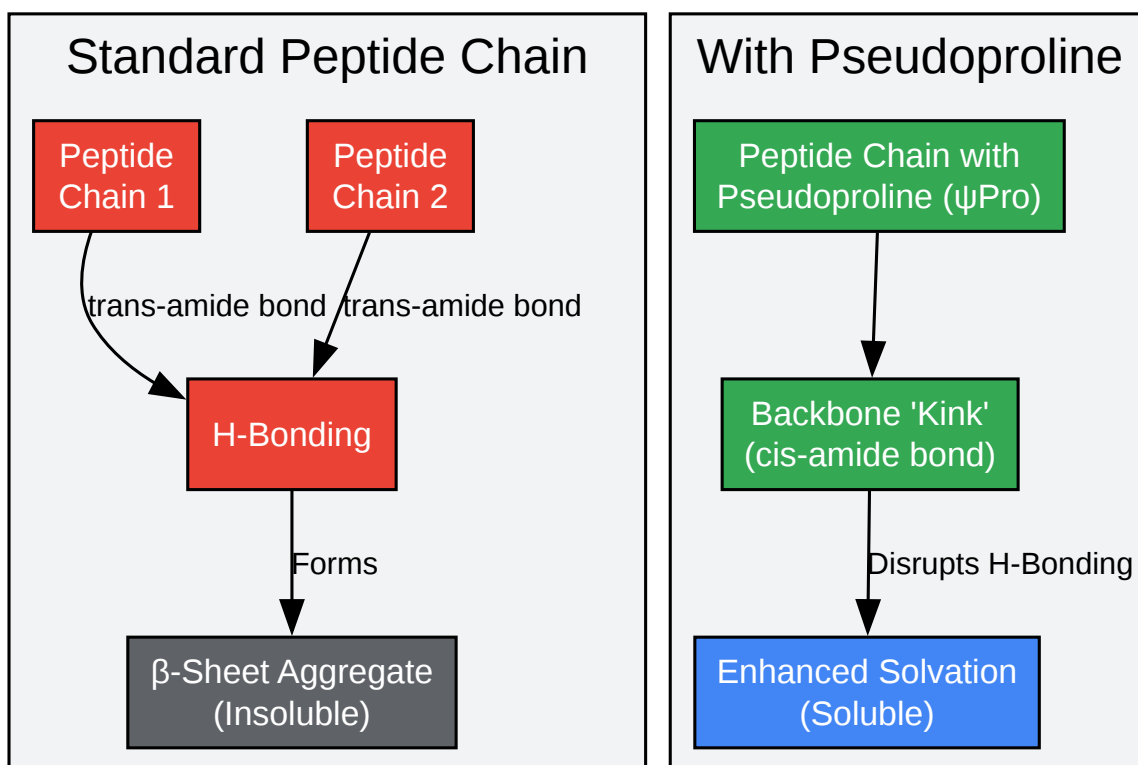 Standard Peptide Chain
Peptide
Chain 1
Peptide
Chain 2
trans-amide bond
trans-amide bond
H-Bonding
Forms
β-Sheet Aggregate
(Insoluble)
With Pseudoproline
Peptide Chain with
Pseudoproline (ψPro)
Backbone 'Kink'
(cis-amide bond)
Disrupts H-Bonding
Enhanced Solvation
(Soluble)